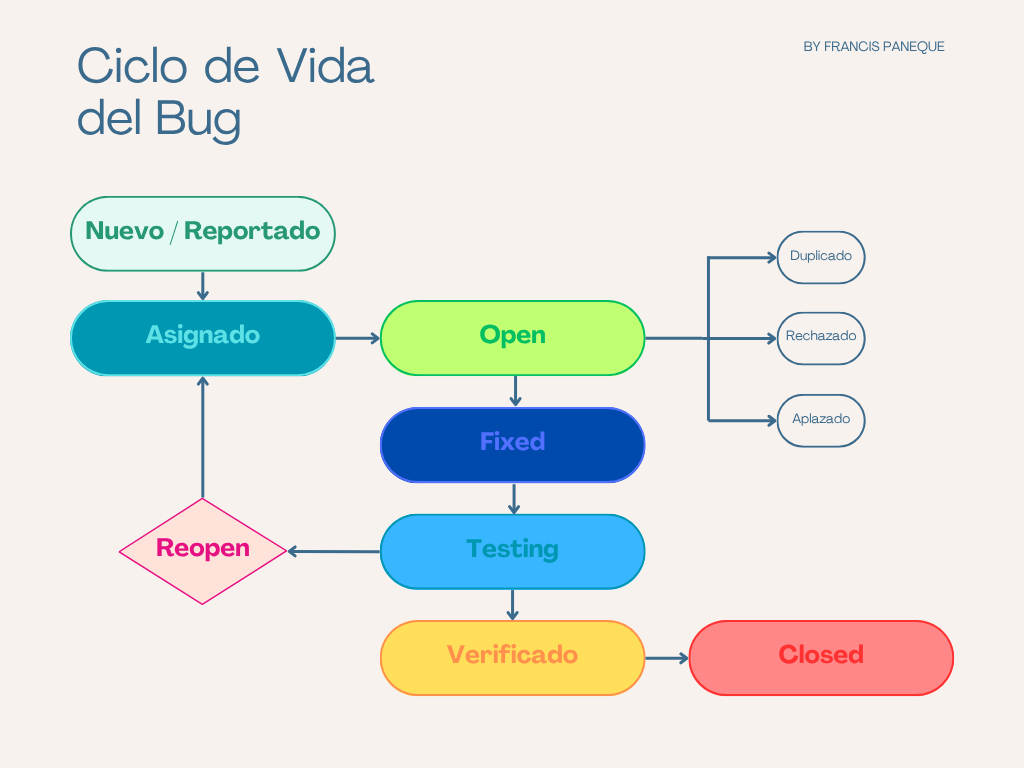 Ciclo de Vida
del Bug
BY FRANCIS PANEQUE
Nuevo / Reportado
Asignado
Open
Duplicado
Rechazado
Aplazado
Fixed
Testing
Reopen
Verificado
Closed